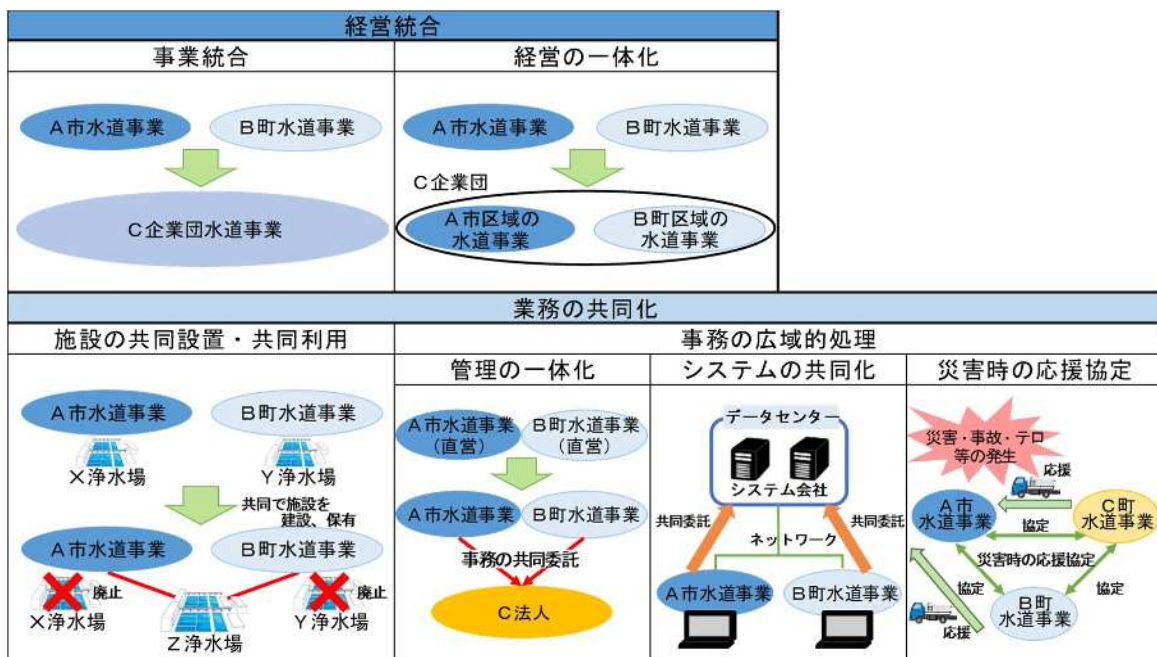 経営統合
事業統合
A市水道事業
B町水道事業
C企業団水道事業
経営の一体化
A市水道事業
B町水道事業
C企業団
A市区域の
水道事業
B町区域の
水道事業
業務の共同化
施設の共同設置・共同利用
A市水道事業
B町水道事業
X浄水場
Y浄水場
共同で施設を
建設、保有
A市水道事業
B町水道事業
廃止
廃止
X浄水場
Y浄水場
Z浄水場
事務の広域的処理
管理の一体化
A市水道事業
(直営)
B町水道事業
(直営)
A市水道事業
B町水道事業
事務の共同委託
C法人
システムの共同化
データセンター
システム会社
共同委託
共同委託
ネットワーク
A市水道事業
B町水道事業
災害時の応援協定
災害・事故・テロ
等の発生
応援
A市
水道事業
C町
水道事業
協定
災害時の応援協定
協定
協定
B町
水道事業
応援